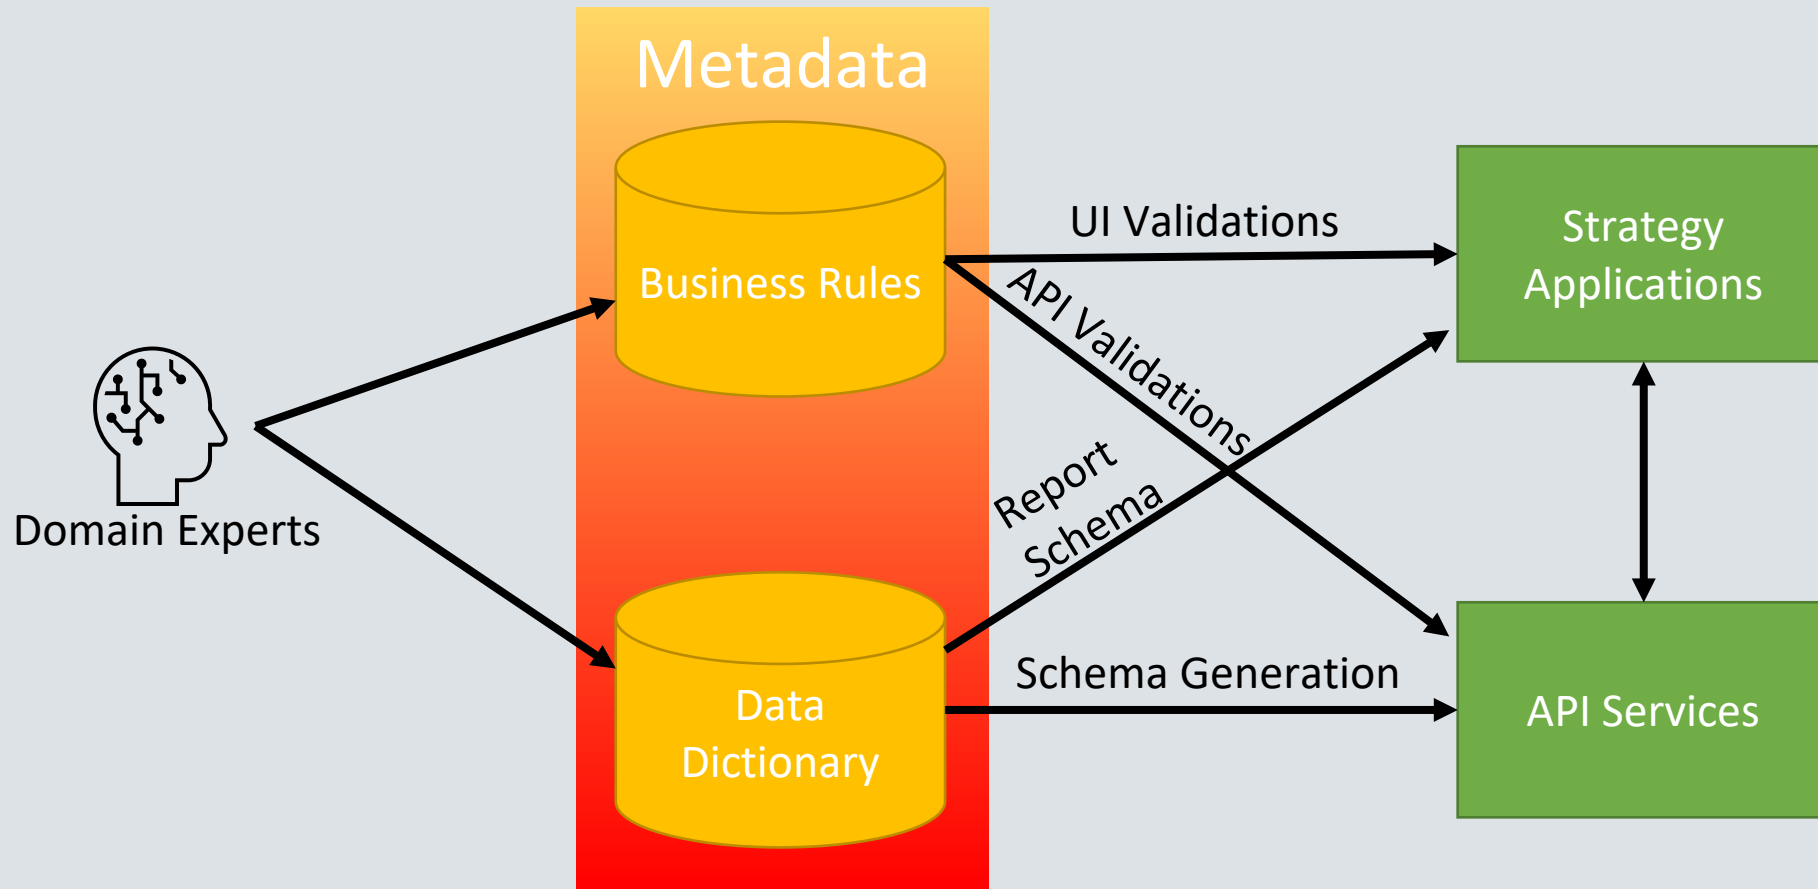 Metadata
Business Rules
UI Validations
Strategy
Applications
API Validations
Domain Experts
Report
Schema
Data
Dictionary
Schema Generation
API Services